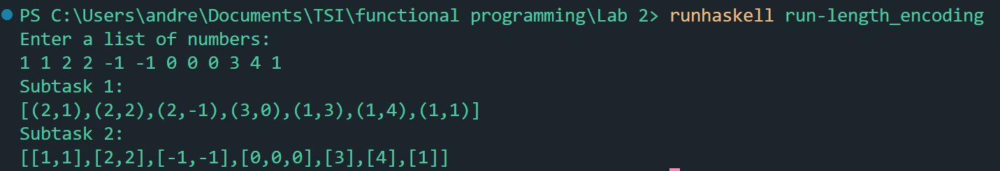 PS C:\Users\andre\Documents\TSI\functional programming\Lab 2> runhaskell run-length_encoding
Enter a list of numbers:
1 1 2 2 -1 -1 0 0 0 3 4 1
Subtask 1:
[(2,1),(2,2),(2,-1),(3,0),(1,3),(1,4),(1,1)]
Subtask 2:
[[1,1],[2,2],[-1,-1],[0,0,0],[3],[4],[1]]